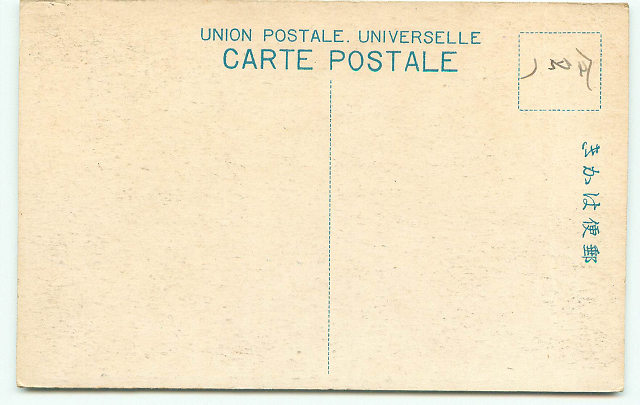 UNION POSTALE. UNIVERSELLE
CARTE POSTALE
郵便はかき